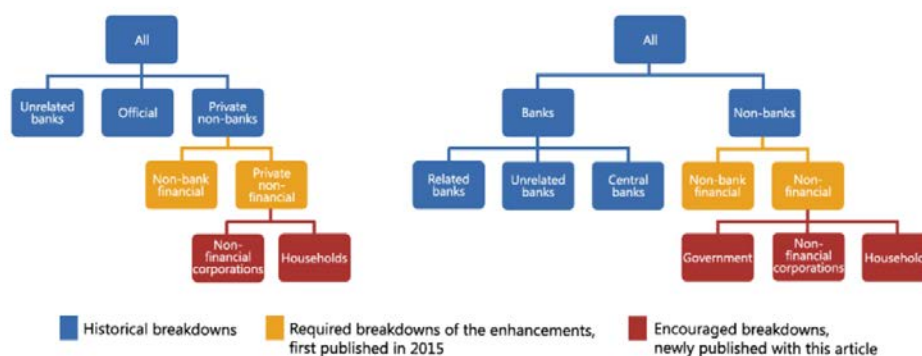 All
Unrelated
banks
Official
Private
non-banks
Non-bank
financial
Private
non-
financial
Non-
financial
corporations
Households
All
Banks
Non-banks
Related
banks
Unrelated
banks
Central
banks
Non-bank
financial
Non-
financial
Government
Non-
financial
corporations
Household
Historical breakdowns
Required breakdowns of the enhancements,
first published in 2015
Encouraged breakdowns,
newly published with this article